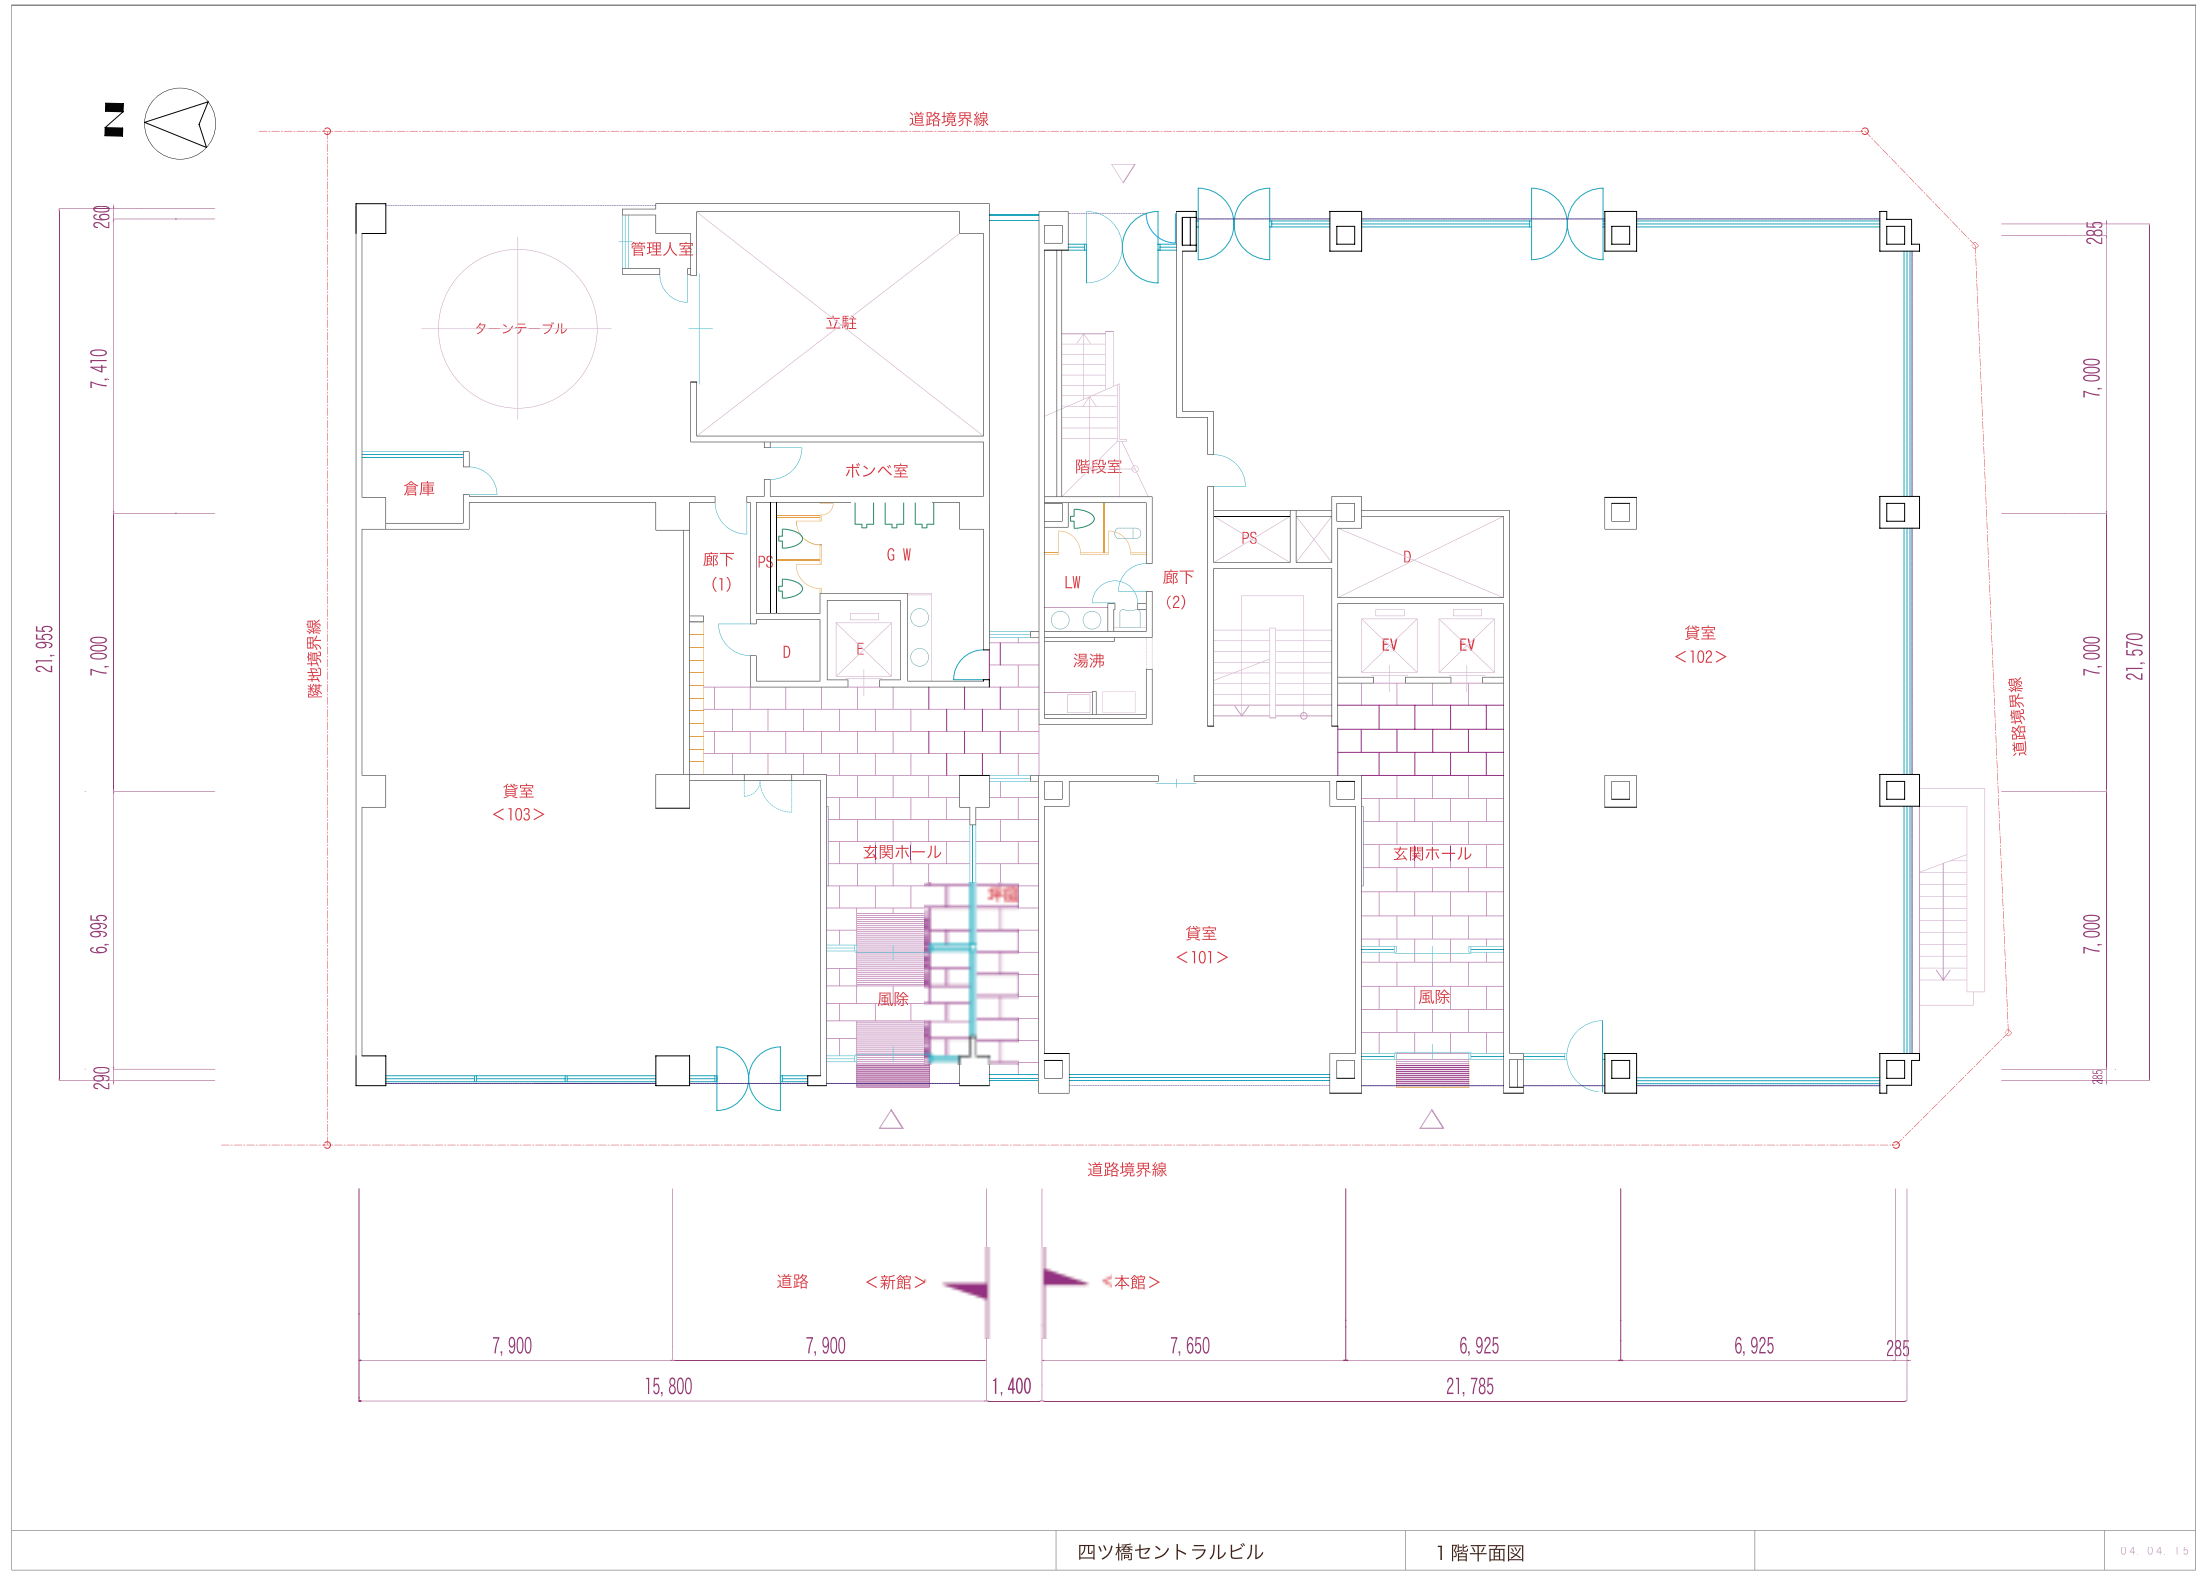 N
道路境界線
260
管理人室
285
ターンテーブル
立駐
7,410
7,000
ボンベ室
階段室
倉庫
PS
廊下
(1)
PS
G W
LW
廊下
(2)
D
D
E
EV
EV
湯沸
貸室
<102>
21,955
7,000
隣地境界線
7,000
21,570
道路境界線
貸室
<103>
玄関ホール
玄関ホール
坪園
6,995
貸室
<101>
7,000
風除
風除
290
285
道路境界線
道路
<新館>
<本館>
7,900
7,900
7,650
6,925
6,925
285
15,800
1,400
21,785
四ツ橋セントラルビル
1階平面図
04. 04. 15